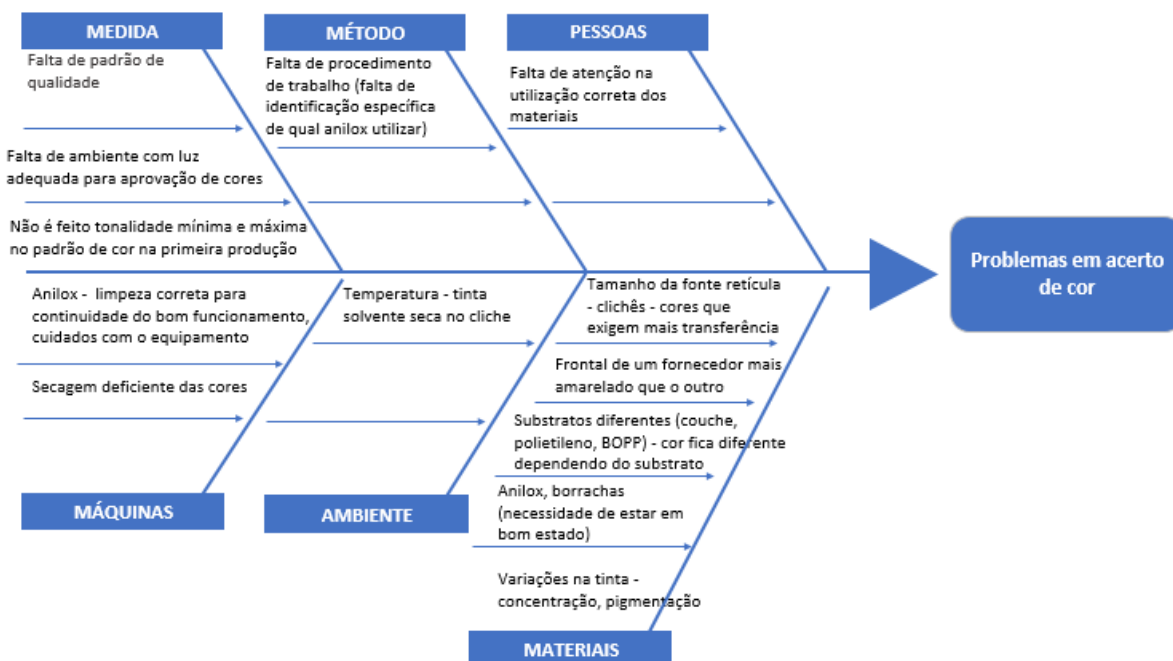 MEDIDA
Falta de padrão de
qualidade
Falta de ambiente com luz
adequada para aprovação de cores
Não é feito tonalidade mínima e máxima
no padrão de cor na primeira produção
MÉTODO
Falta de procedimento
de trabalho (falta de
identificação específica
de qual anilox utilizar)
PESSOAS
Falta de atenção na
utilização correta dos
materiais
Problemas em acerto
de cor
Anilox - limpeza correta para
continuidade do bom funcionamento,
cuidados com o equipamento
Secagem deficiente das cores
MÁQUINAS
Temperatura - tinta
solvente seca no cliche
AMBIENTE
Tamanho da fonte retícula
- clichês - cores que
exigem mais transferência
Frontal de um fornecedor mais
amarelado que o outro
Substratos diferentes (couche,
polietileno, BOPP) - cor fica diferente
dependendo do substrato
Anilox, borrachas
(necessidade de estar em
bom estado)
Variações na tinta -
concentração, pigmentação
MATERIAIS